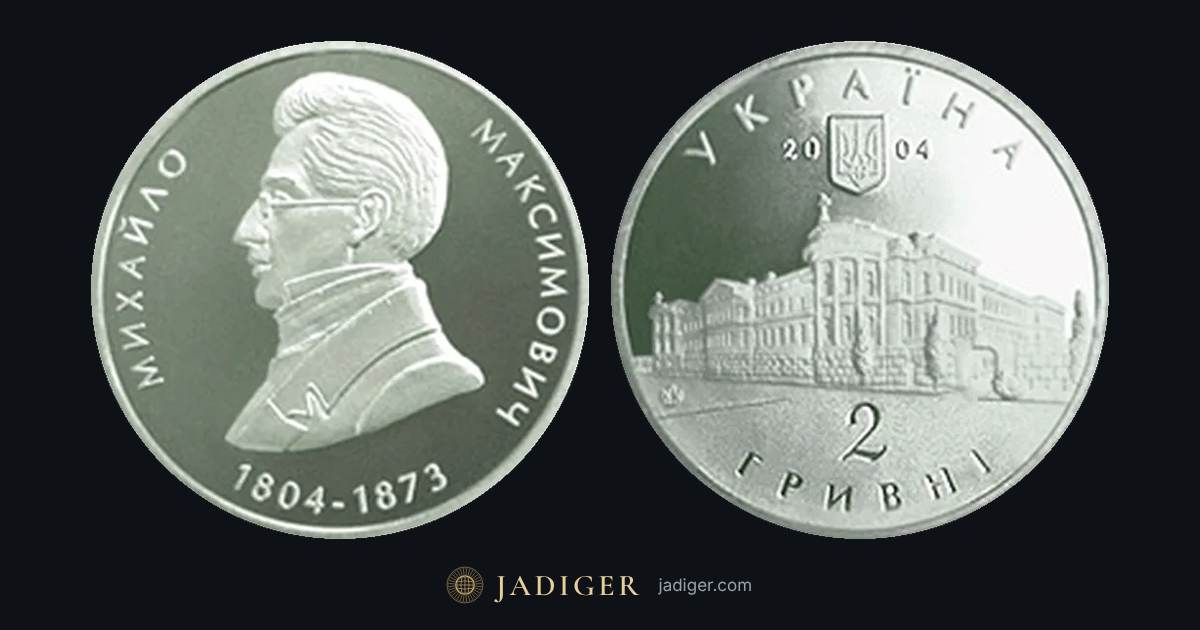 МИХАЙЛО
МАКСИМОВИЧ
1804-1873
УКРАЇНА
20 04
2
ГРИВНІ
JADIGER jadiger.com